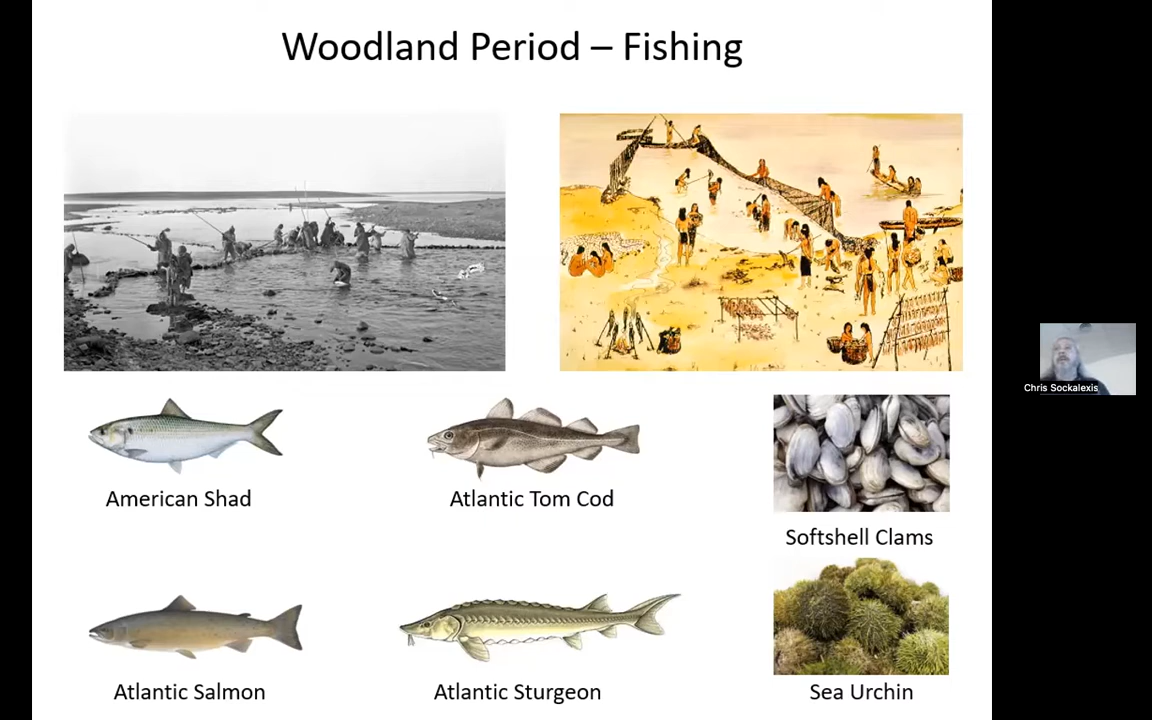 Woodland Period – Fishing
American Shad
Atlantic Tom Cod
Softshell Clams
Chris Sockalexis
Atlantic Salmon
Atlantic Sturgeon
Sea Urchin